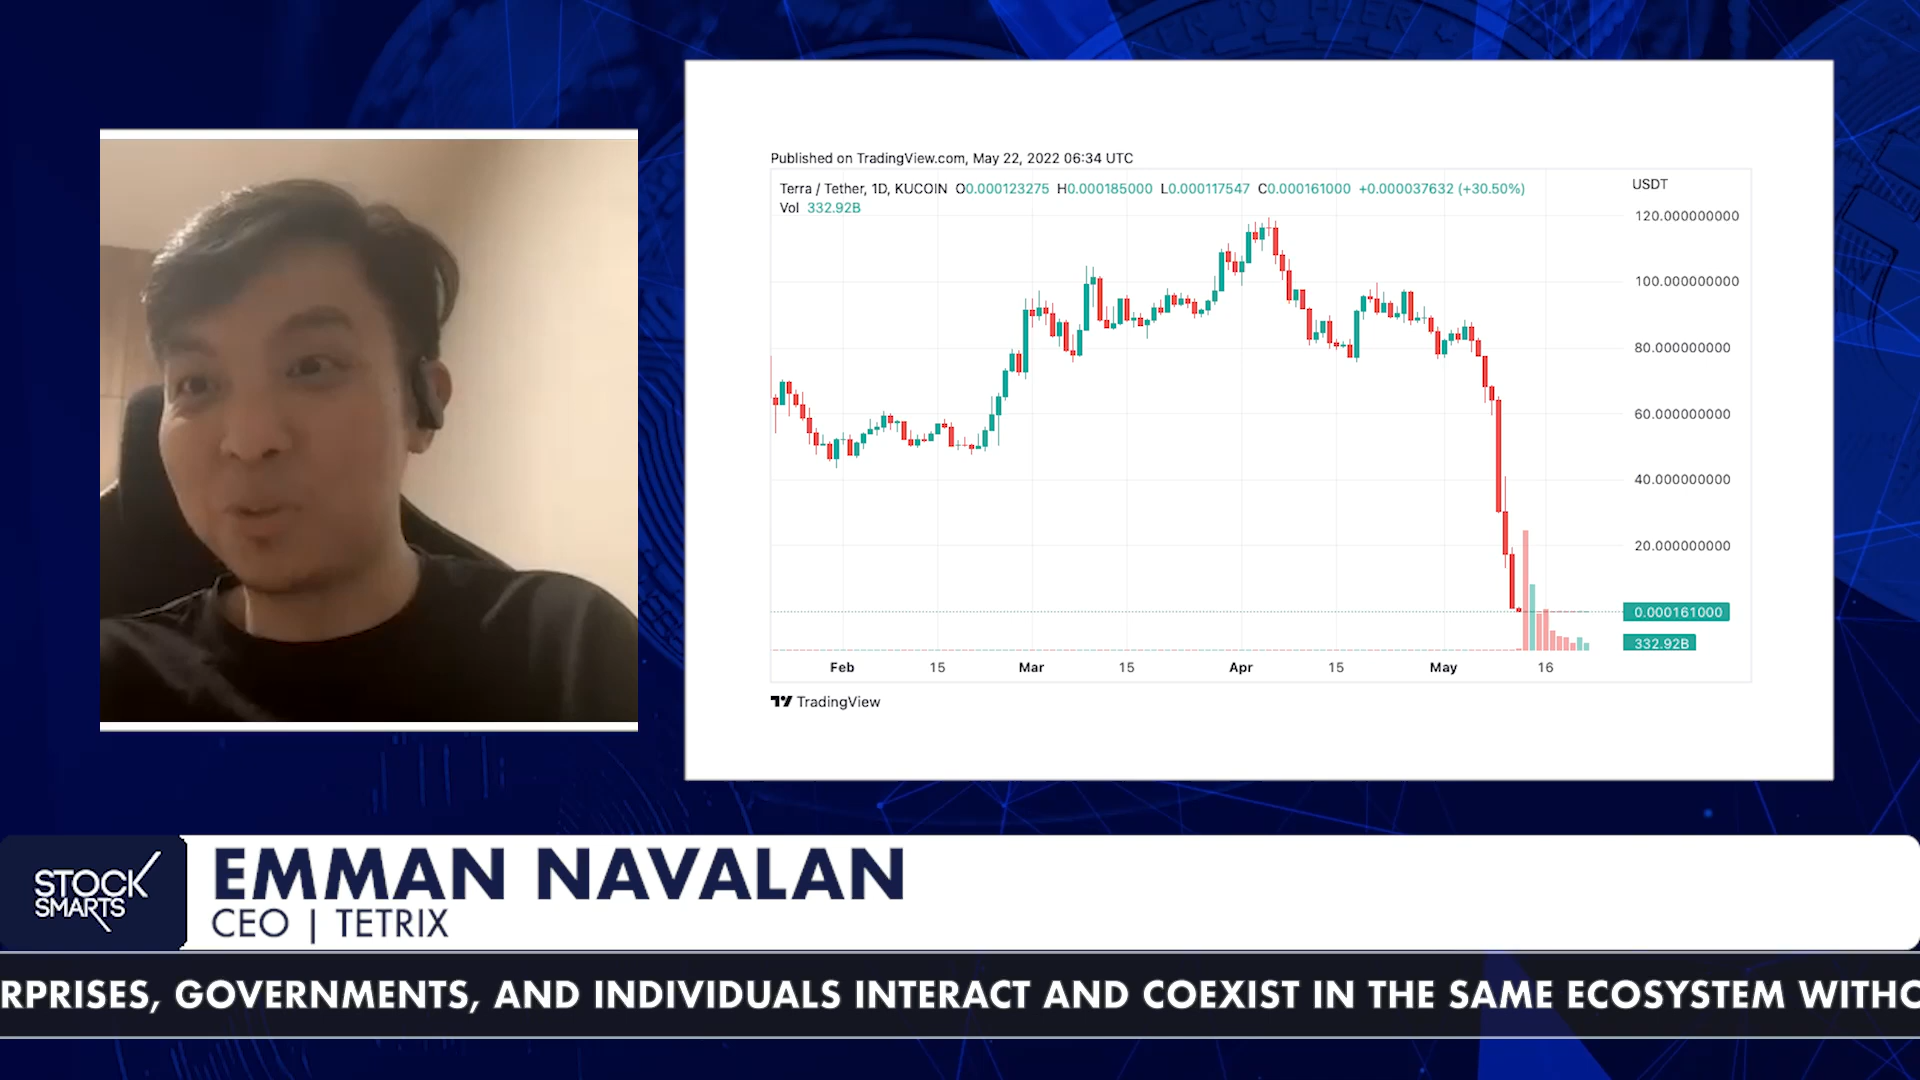 Published on TradingView.com, May 22, 2022 06:34 UTC
Terra / Tether, 1D, KUCOIN O0.000123275 H0.000185000 L0.000117547 C0.000161000 +0.000037632 (+30.50%)
Vol 332.92B
USDT
120.000000000
100.000000000
80.000000000
60.000000000
40.000000000
20.000000000
0.000161000
332.92B
Feb 15 Mar 15 Apr 15 May 16
TradingView
STOCK
SMARTS
EMMAN NAVALAN
CEO | TETRIX
RPRISES, GOVERNMENTS, AND INDIVIDUALS INTERACT AND COEXIST IN THE SAME ECOSYSTEM WITHO